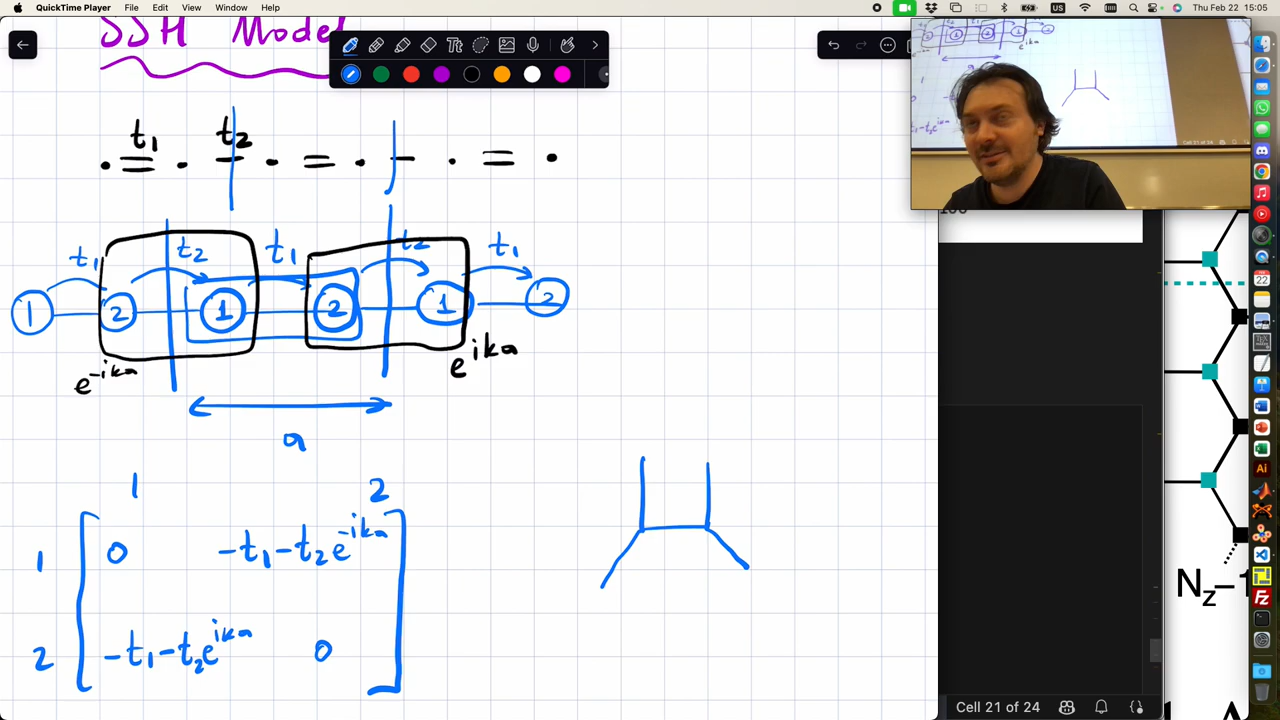 QuickTime Player File Edit View Window Help
Thu Feb 22 15:05
SSH Model
t₁ t₂
. = . - . = . - . = .
t₁ t₂ t₁ t₂ t₁
1 2 1 2 1 2
e^-ika e^ika
a
1 2
1 0 -t₁-t₂e^-ika
2 -t₁-t₂e^ika 0
N_z-1
Cell 21 of 24